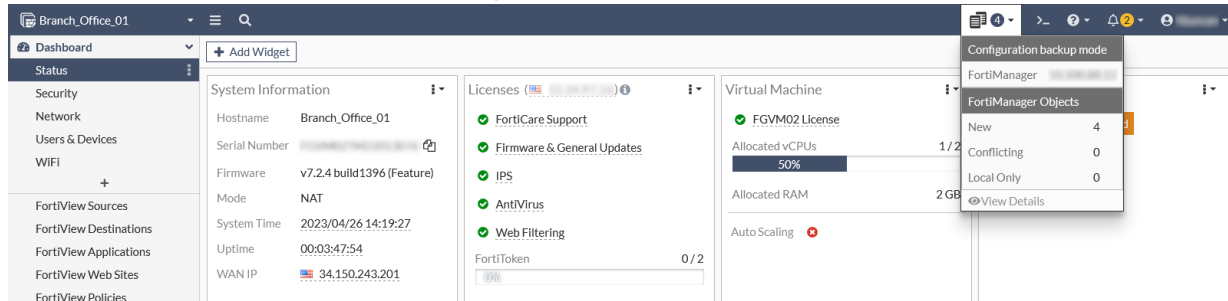 Branch_Office_01
4
2
Dashboard
Status
Security
Network
Users & Devices
WiFi
+
FortiView Sources
FortiView Destinations
FortiView Applications
FortiView Web Sites
FortiView Policies
+ Add Widget
System Information
Hostname Branch_Office_01
Serial Number
Firmware v7.2.4 build1396 (Feature)
Mode NAT
System Time 2023/04/26 14:19:27
Uptime 00:03:47:54
WAN IP 34.150.243.201
Licenses ( )
FortiCare Support
Firmware & General Updates
IPS
AntiVirus
Web Filtering
FortiToken 0/2
0%
Virtual Machine
FGVM02 License
Allocated vCPUs 1/2
50%
Allocated RAM 2 GB
Auto Scaling
Configuration backup mode
FortiManager
FortiManager Objects
New 4
Conflicting 0
Local Only 0
View Details